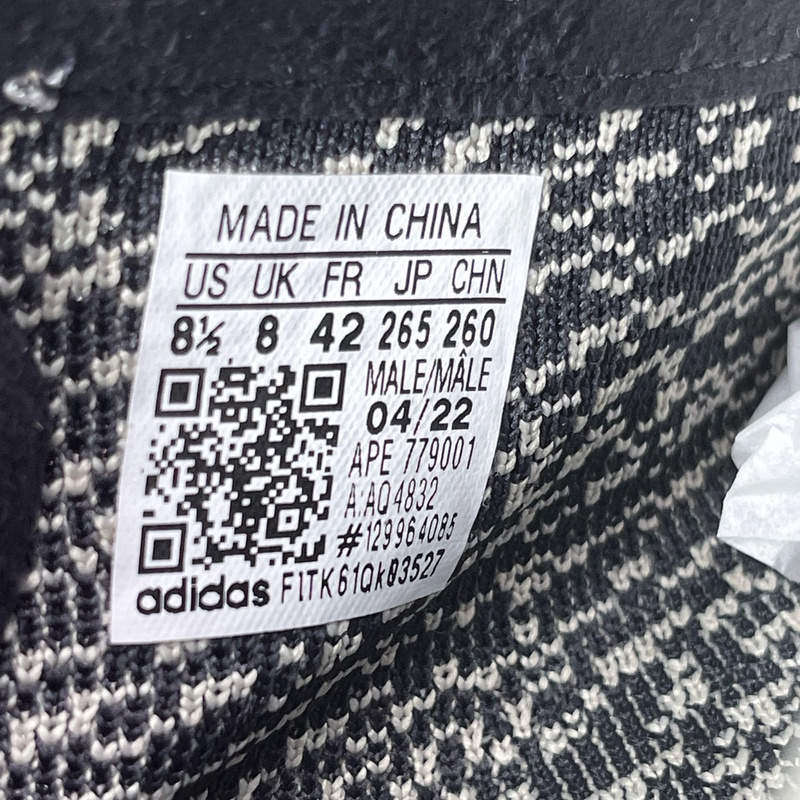 MADE IN CHINA
US UK FR JP CHN
8½ 8 42 265 260
MALE/MÂLE
04/22
APE 779001
A:AQ4832
#129964085
adidas